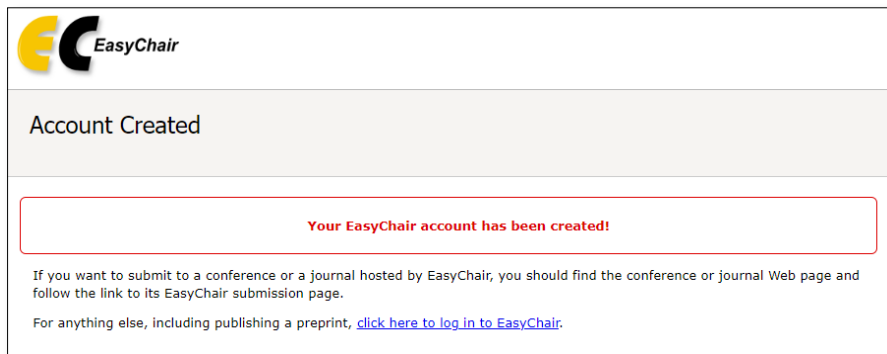 EC EasyChair
Account Created
Your EasyChair account has been created!
If you want to submit to a conference or a journal hosted by EasyChair, you should find the conference or journal Web page and
follow the link to its EasyChair submission page.
For anything else, including publishing a preprint, click here to log in to EasyChair.